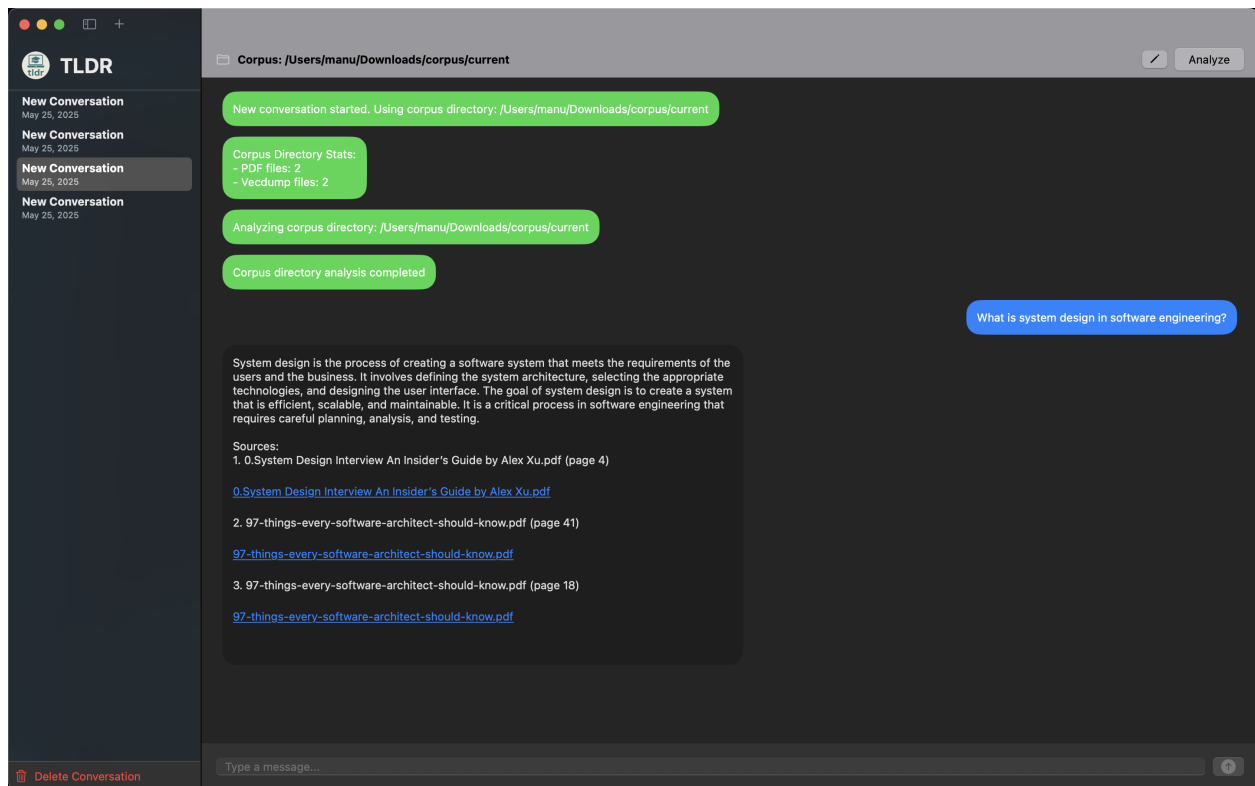 TLDR
tldr
New Conversation
May 25, 2025
New Conversation
May 25, 2025
New Conversation
May 25, 2025
New Conversation
May 25, 2025
Delete Conversation
Corpus: /Users/manu/Downloads/corpus/current
Analyze
New conversation started. Using corpus directory: /Users/manu/Downloads/corpus/current
Corpus Directory Stats:
- PDF files: 2
- Vecdump files: 2
Analyzing corpus directory: /Users/manu/Downloads/corpus/current
Corpus directory analysis completed
What is system design in software engineering?
System design is the process of creating a software system that meets the requirements of the
users and the business. It involves defining the system architecture, selecting the appropriate
technologies, and designing the user interface. The goal of system design is to create a system
that is efficient, scalable, and maintainable. It is a critical process in software engineering that
requires careful planning, analysis, and testing.
Sources:
1. 0.System Design Interview An Insider’s Guide by Alex Xu.pdf (page 4)
0.System Design Interview An Insider’s Guide by Alex Xu.pdf
2. 97-things-every-software-architect-should-know.pdf (page 41)
97-things-every-software-architect-should-know.pdf
3. 97-things-every-software-architect-should-know.pdf (page 18)
97-things-every-software-architect-should-know.pdf
Type a message...